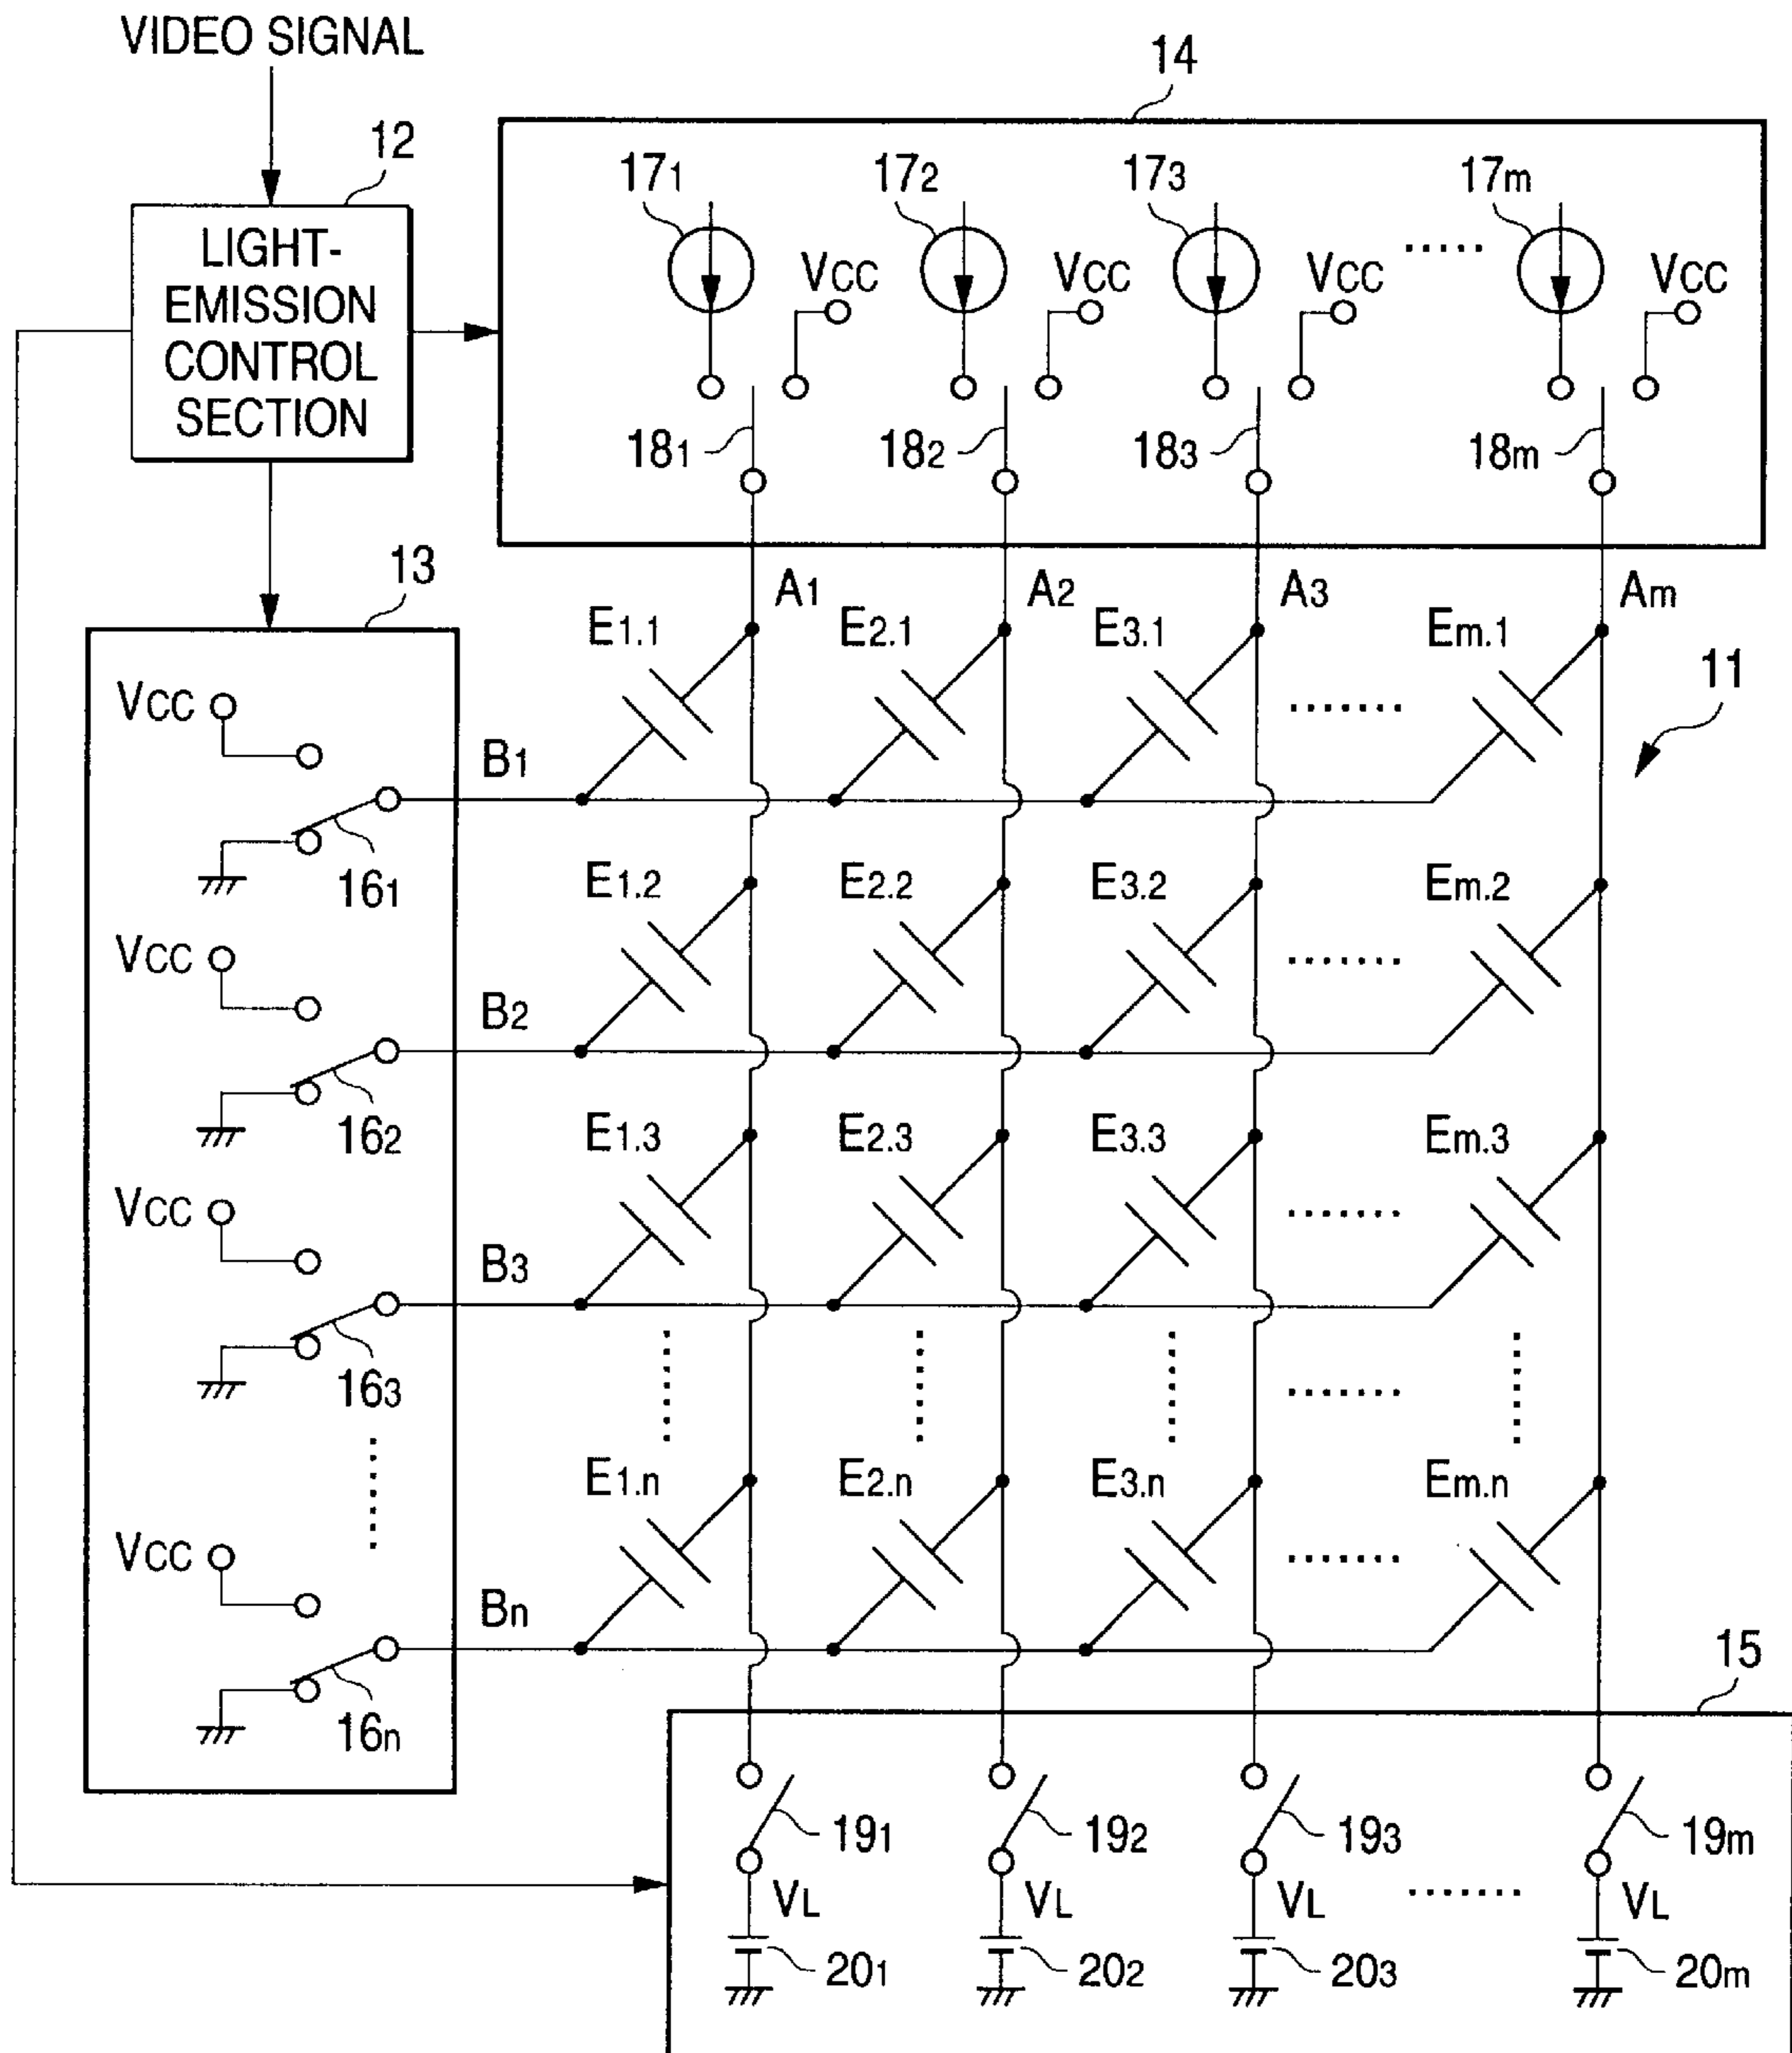 VIDEO SIGNAL
14
12
LIGHT-
EMISSION
CONTROL
SECTION
171 172 173 17m
VCC VCC VCC ..... VCC
181 182 183 18m
13
A1 A2 A3 Am
E1.1 E2.1 E3.1 Em.1
11
VCC
B1
.......
161
E1.2 E2.2 E3.2 Em.2
VCC
B2
.......
162
E1.3 E2.3 E3.3 Em.3
VCC
B3
.......
163
.......
E1.n E2.n E3.n Em.n
VCC
Bn
.......
16n
15
191 192 193 19m
VL VL VL ....... VL
201 202 203 20m